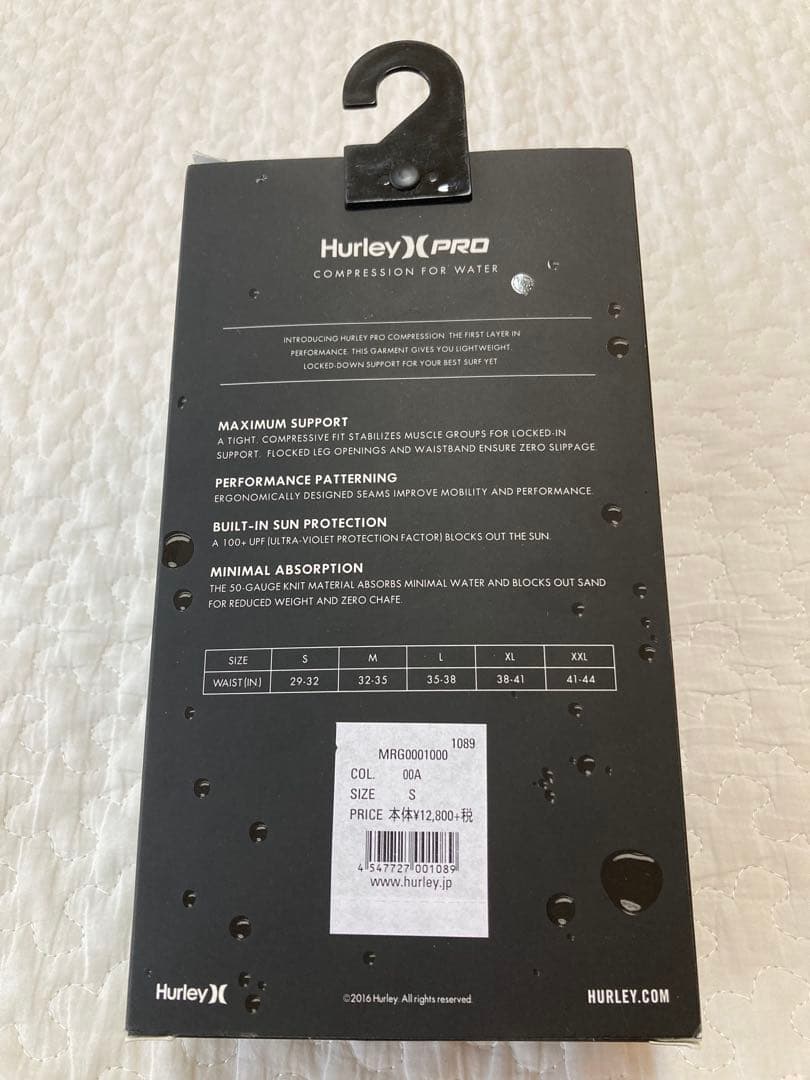 Hurley PRO
COMPRESSION FOR WATER
INTRODUCING HURLEY PRO COMPRESSION. THE FIRST LAYER IN
PERFORMANCE. THIS GARMENT GIVES YOU LIGHTWEIGHT.
LOCKED-DOWN SUPPORT FOR YOUR BEST SURF YET
MAXIMUM SUPPORT
A TIGHT. COMPRESSIVE FIT STABILIZES MUSCLE GROUPS FOR LOCKED-IN
SUPPORT. FLOCKED LEG OPENINGS AND WAISTBAND ENSURE ZERO SLIPPAGE.
PERFORMANCE PATTERNING
ERGONOMICALLY DESIGNED SEAMS IMPROVE MOBILITY AND PERFORMANCE.
BUILT-IN SUN PROTECTION
A 100+ UPF (ULTRA-VIOLET PROTECTION FACTOR) BLOCKS OUT THE SUN.
MINIMAL ABSORPTION
THE 50-GAUGE KNIT MATERIAL ABSORBS MINIMAL WATER AND BLOCKS OUT SAND
FOR REDUCED WEIGHT AND ZERO CHAFE.
SIZE S M L XL XXL
WAIST(IN.) 29-32 32-35 35-38 38-41 41-44
1089
MRG0001000
COL. 00A
SIZE S
PRICE 本体¥12,800+税
4 547727 001089
www.hurley.jp
Hurley
©2016 Hurley. All rights reserved.
HURLEY.COM